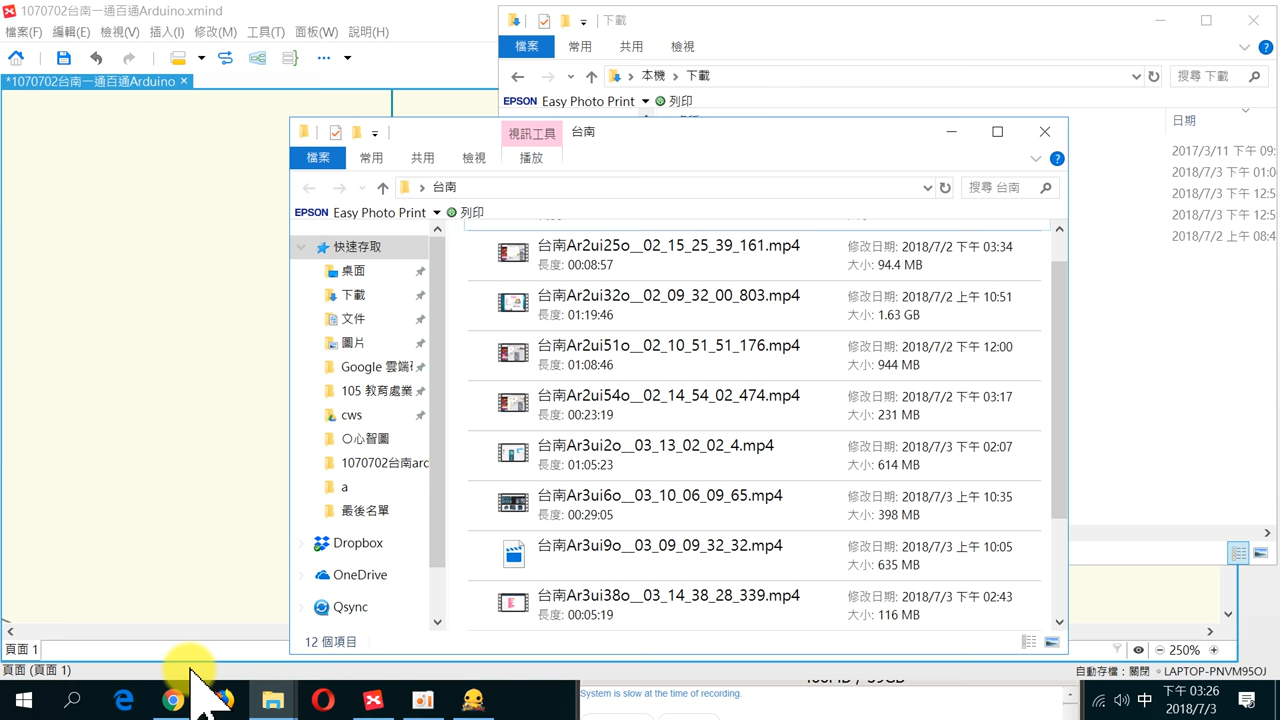 1070702台南一通百通Arduino.xmind
檔案(F) 編輯(E) 檢視(V) 插入(I) 修改(M) 工具(T) 面板(W) 說明(H)
*1070702台南一通百通Arduino ×
下載
檔案 常用 共用 檢視
本機 下載
搜尋 下載
EPSON Easy Photo Print 列印
日期
2017/3/11 下午 09:
2018/7/3 下午 01:0
2018/7/3 下午 12:5
2018/7/3 下午 12:5
2018/7/2 上午 08:4
視訊工具 台南
檔案 常用 共用 檢視 播放
台南
搜尋 台南
EPSON Easy Photo Print 列印
快速存取
桌面
下載
文件
圖片
Google 雲端
105 教育處業
cws
〇心智圖
1070702台南arc
a
最後名單
Dropbox
OneDrive
Qsync
台南Ar2ui25o__02_15_25_39_161.mp4 修改日期: 2018/7/2 下午 03:34
長度: 00:08:57 大小: 94.4 MB
台南Ar2ui32o__02_09_32_00_803.mp4 修改日期: 2018/7/2 上午 10:51
長度: 01:19:46 大小: 1.63 GB
台南Ar2ui51o__02_10_51_51_176.mp4 修改日期: 2018/7/2 下午 12:00
長度: 01:08:46 大小: 944 MB
台南Ar2ui54o__02_14_54_02_474.mp4 修改日期: 2018/7/2 下午 03:17
長度: 00:23:19 大小: 231 MB
台南Ar3ui2o__03_13_02_02_4.mp4 修改日期: 2018/7/3 下午 02:07
長度: 01:05:23 大小: 614 MB
台南Ar3ui6o__03_10_06_09_65.mp4 修改日期: 2018/7/3 上午 10:35
長度: 00:29:05 大小: 398 MB
台南Ar3ui9o__03_09_09_32_32.mp4 修改日期: 2018/7/3 上午 10:05
大小: 635 MB
台南Ar3ui38o__03_14_38_28_339.mp4 修改日期: 2018/7/3 下午 02:43
長度: 00:05:19 大小: 116 MB
12 個項目
頁面 1
250%
頁面 (頁面 1)
自動存檔: 關閉 LAPTOP-PNVM95OJ
System is slow at the time of recording.
中
下午 03:26
2018/7/3